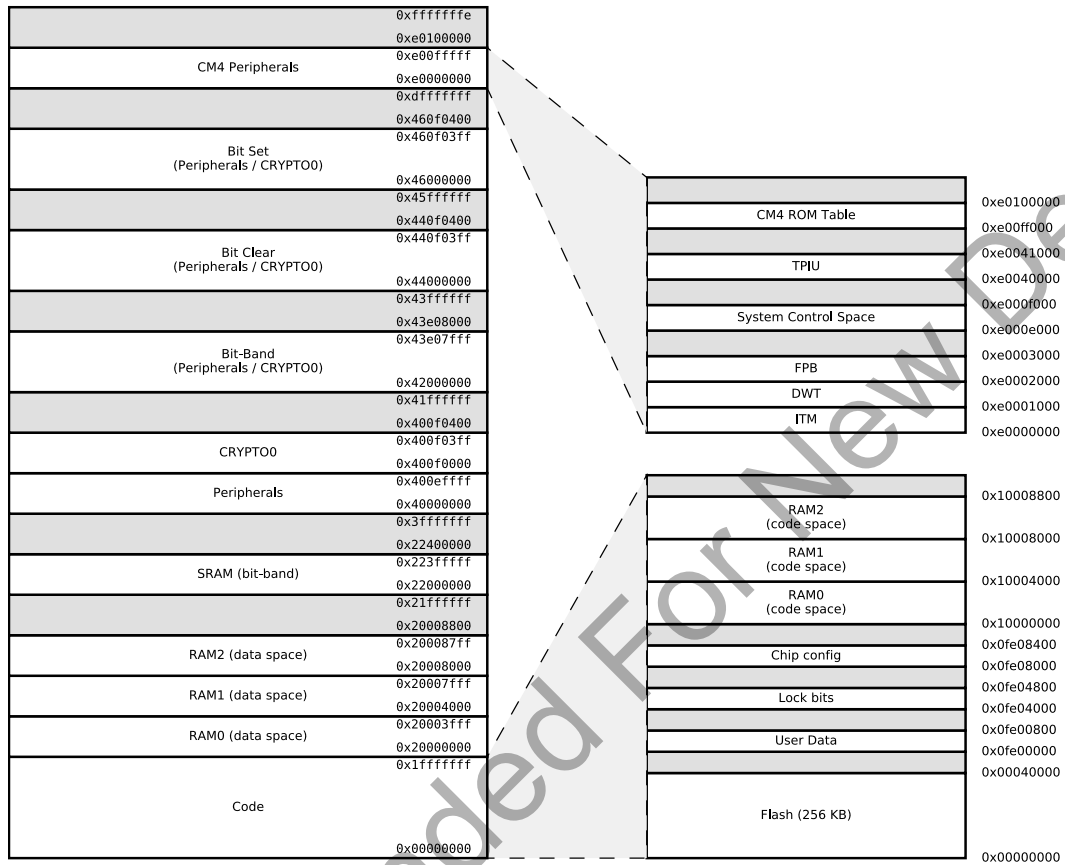 0xfffffffe
0xe0100000
0xe00fffff
CM4 Peripherals
0xe0000000
0xdfffffff
0x460f0400
0x460f03ff
Bit Set
(Peripherals / CRYPTO0)
0x46000000
0x45ffffff
0x440f0400
0x440f03ff
Bit Clear
(Peripherals / CRYPTO0)
0x44000000
0x43ffffff
0x43e08000
0x43e07fff
Bit-Band
(Peripherals / CRYPTO0)
0x42000000
0x41ffffff
0x400f0400
0x400f03ff
CRYPTO0
0x400f0000
0x400effff
Peripherals
0x40000000
0x3fffffff
0x22400000
0x223fffff
SRAM (bit-band)
0x22000000
0x21ffffff
0x20008800
0x200087ff
RAM2 (data space)
0x20008000
0x20007fff
RAM1 (data space)
0x20004000
0x20003fff
RAM0 (data space)
0x20000000
0x1fffffff
Code
0x00000000
0xe0100000
CM4 ROM Table
0xe00ff000
0xe0041000
TPIU
0xe0040000
0xe000f000
System Control Space
0xe000e000
0xe0003000
FPB
0xe0002000
DWT
0xe0001000
ITM
0xe0000000
0x10008800
RAM2
(code space)
0x10008000
RAM1
(code space)
0x10004000
RAM0
(code space)
0x10000000
0x0fe08400
Chip config
0x0fe08000
0x0fe04800
Lock bits
0x0fe04000
0x0fe00800
User Data
0x0fe00000
0x00040000
Flash (256 KB)
0x00000000
ded For New De